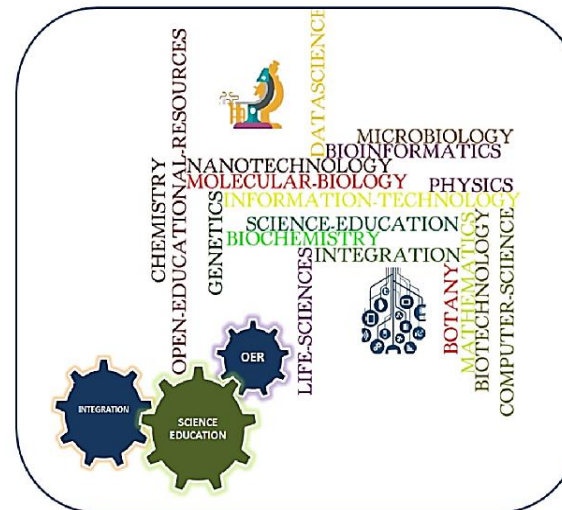 DATASCIENCE
MICROBIOLOGY
BIOINFORMATICS
NANOTECHNOLOGY
MOLECULAR-BIOLOGY
PHYSICS
INFORMATION-TECHNOLOGY
SCIENCE-EDUCATION
BIOCHEMISTRY
INTEGRATION
CHEMISTRY
OPEN-EDUCATIONAL-RESOURCES
GENETICS
LIFE-SCIENCES
BOTANY
MATHEMATICS
BIOTECHNOLOGY
COMPUTER-SCIENCE
OER
INTEGRATION
SCIENCE
EDUCATION